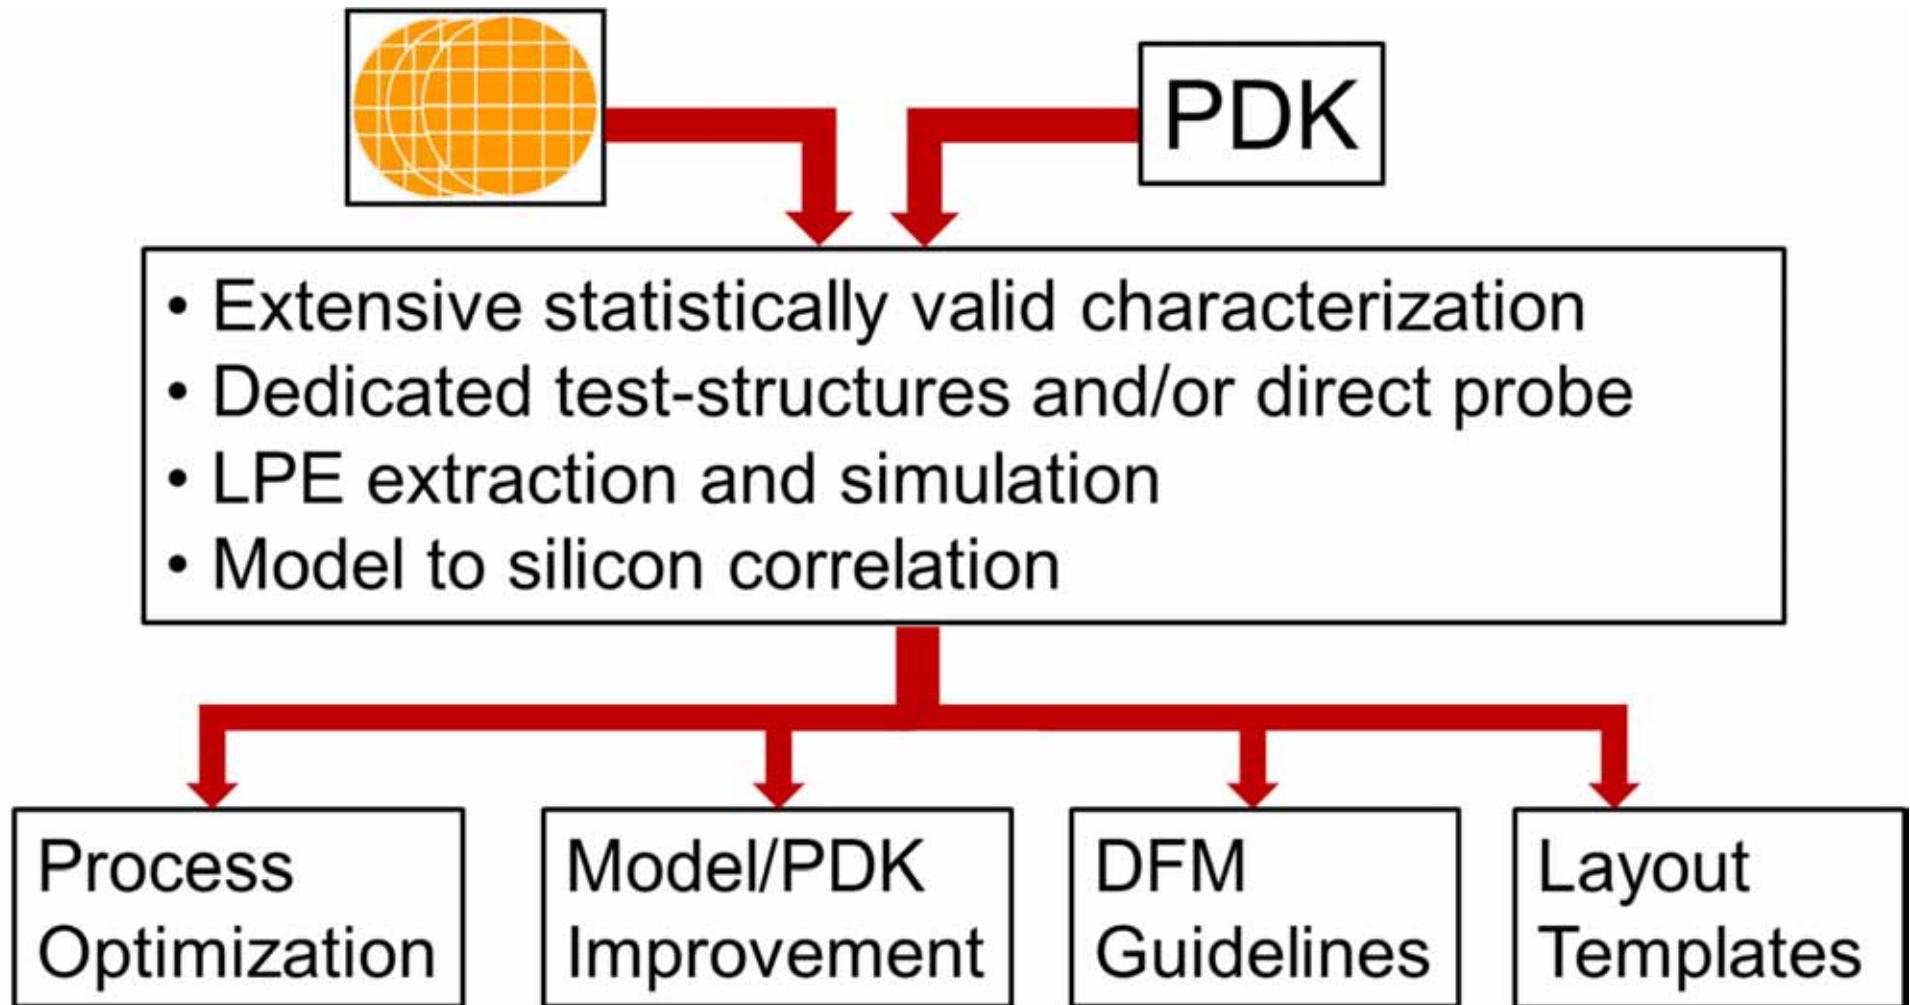 PDK
• Extensive statistically valid characterization
• Dedicated test-structures and/or direct probe
• LPE extraction and simulation
• Model to silicon correlation
Process
Optimization
Model/PDK
Improvement
DFM
Guidelines
Layout
Templates